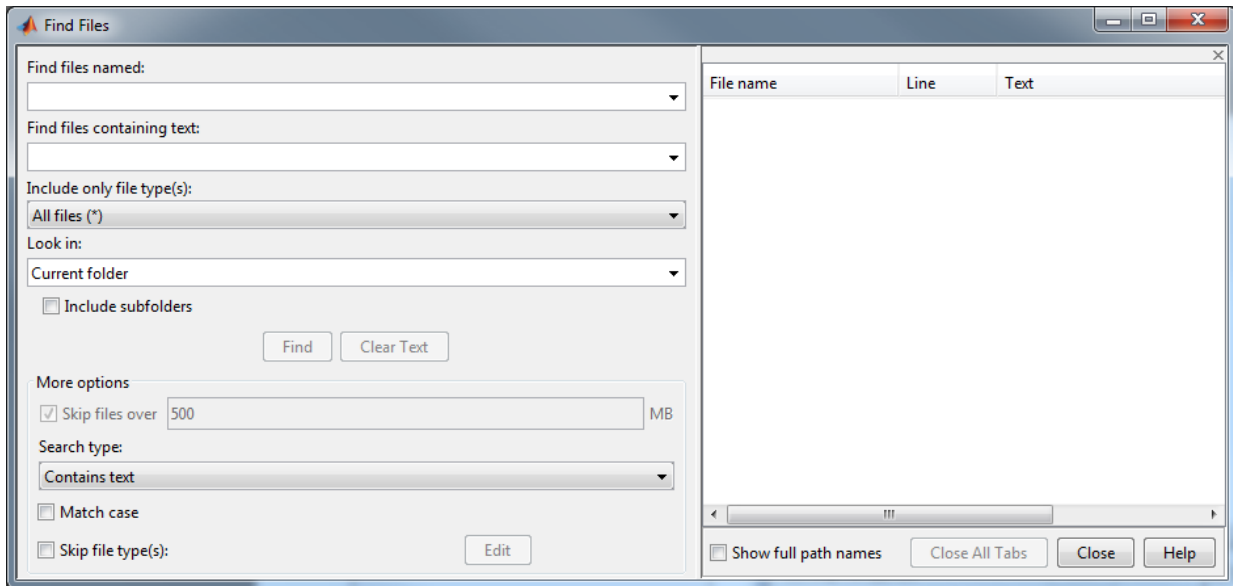 Find Files
Find files named:
Find files containing text:
Include only file type(s):
All files (*)
Look in:
Current folder
Include subfolders
Find
Clear Text
More options
Skip files over 500 MB
Search type:
Contains text
Match case
Skip file type(s):
Edit
File name Line Text
Show full path names
Close All Tabs
Close
Help